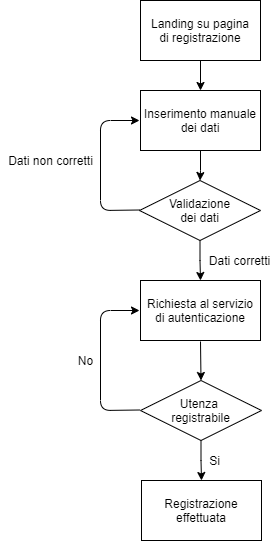 Landing su pagina
di registrazione
Inserimento manuale
dei dati
Dati non corretti
Validazione
dei dati
Dati corretti
Richiesta al servizio
di autenticazione
No
Utenza
registrabile
Si
Registrazione
effettuata